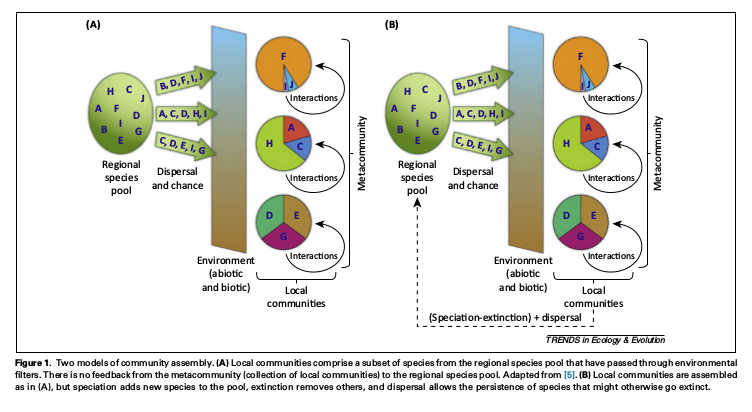 (A)
H C J
A F D
I
B G
E
Regional
species
pool
B, D, F, I, J
A, C, D, H, I
C, D, E, I, G
Dispersal
and chance
Environment
(abiotic
and biotic)
F
I J
Interactions
A
H C
Interactions
D E
G
Interactions
Local
communities
Metacommunity
(B)
H C J
A F D
I
B G
E
Regional
species
pool
B, D, F, I, J
A, C, D, H, I
C, D, E, I, G
Dispersal
and chance
Environment
(abiotic
and biotic)
F
I J
Interactions
A
H C
Interactions
D E
G
Interactions
Local
communities
Metacommunity
(Speciation-extinction) + dispersal
TRENDS in Ecology & Evolution
Figure 1. Two models of community assembly. (A) Local communities comprise a subset of species from the regional species pool that have passed through environmental
filters. There is no feedback from the metacommunity (collection of local communities) to the regional species pool. Adapted from [5]. (B) Local communities are assembled
as in (A), but speciation adds new species to the pool, extinction removes others, and dispersal allows the persistence of species that might otherwise go extinct.